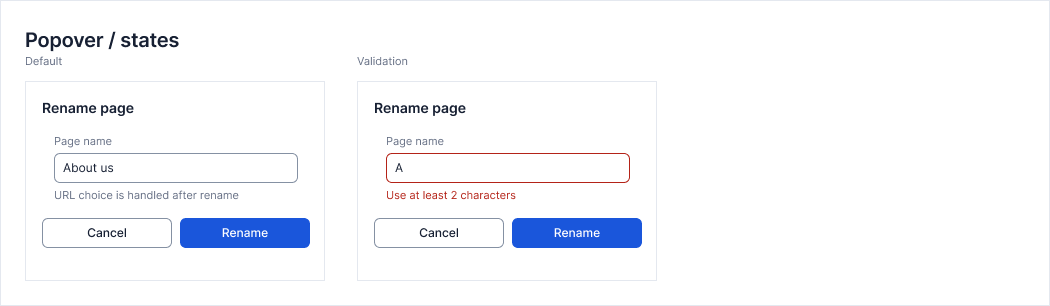 Popover / states
Default
Validation
Rename page
Page name
About us
URL choice is handled after rename
Cancel
Rename
Rename page
Page name
A
Use at least 2 characters
Cancel
Rename